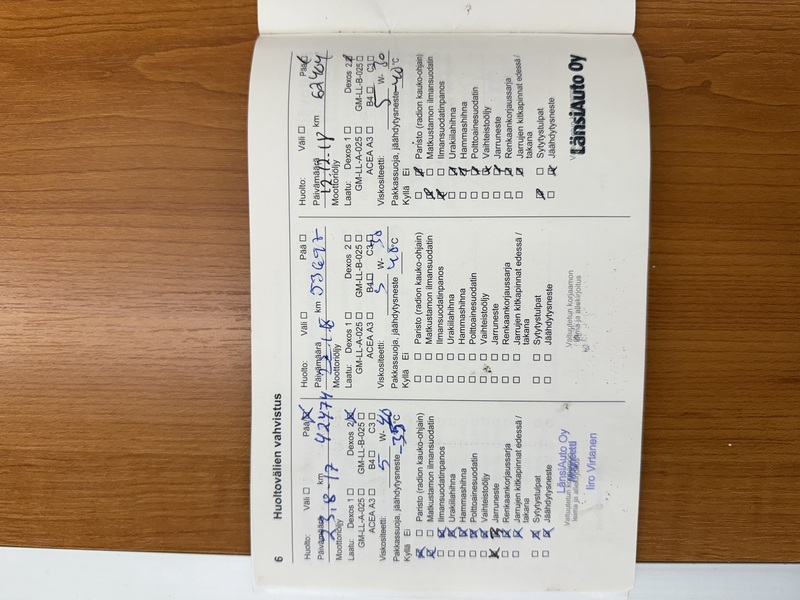 6
Huoltovälien vahvistus
Huolto: Väli ☐ Pää ☒
Päivämäärä 23.8-17 km 42474
Moottoriöljy
Laatu: Dexos 1 ☐ Dexos 2 ☒
GM-LL-A-025 ☐ GM-LL-B-025 ☐
ACEA A3 ☐ B4 ☐ C3 ☐
Viskositeetti: 5 W-
Pakkassuoja, jäähdytysneste -35°C
Kyllä Ei
☒ ☐ Paristo (radion kauko-ohjain)
☒ ☐ Matkustamon ilmansuodatin
☐ ☒ Ilmansuodatinpanos
☐ ☒ Urakiilahihna
☐ ☒ Hammashihna
☐ ☒ Polttoainesuodatin
☐ ☒ Vaihteistoöljy
☒ ☒ Jarruneste
☐ ☒ Renkaankorjaussarja
☐ ☒ Jarrujen kitkapinnat edessä /
takana
☐ ☒ Sytytystulpat
☐ ☒ Jäähdytysneste
Valtuutetun
LänsiAuto Oy
leima ja
Iiro Virtanen
Huolto: Väli ☐ Pää ☐
Päivämäärä km 53697
Moottoriöljy
Laatu: Dexos 1 ☐ Dexos 2 ☐
GM-LL-A-025 ☐ GM-LL-B-025 ☐
ACEA A3 ☐ B4 ☐ C3 ☐
Viskositeetti: 5 W- 30
Pakkassuoja, jäähdytysneste -40°C
Kyllä Ei
☐ ☐ Paristo (radion kauko-ohjain)
☐ ☐ Matkustamon ilmansuodatin
☐ ☐ Ilmansuodatinpanos
☐ ☐ Urakiilahihna
☐ ☐ Hammashihna
☐ ☐ Polttoainesuodatin
☐ ☐ Vaihteistoöljy
☐ ☐ Jarruneste
☐ ☐ Renkaankorjaussarja
☐ ☐ Jarrujen kitkapinnat edessä /
takana
☐ ☐ Sytytystulpat
☐ ☐ Jäähdytysneste
Valtuutetun korjaamon
leima ja allekirjoitus
Huolto: Väli ☐ Pää ☒
Päivämäärä 12.12.18 km 62404
Moottoriöljy
Laatu: Dexos 1 ☐ Dexos 2 ☒
GM-LL-A-025 ☐ GM-LL-B-025 ☐
ACEA A3 ☐ B4 ☐ C3 ☐
Viskositeetti: 5 W- 30
Pakkassuoja, jäähdytysneste -40°C
Kyllä Ei
☐ ☒ Paristo (radion kauko-ohjain)
☒ ☐ Matkustamon ilmansuodatin
☒ ☐ Ilmansuodatinpanos
☐ ☒ Urakiilahihna
☐ ☒ Hammashihna
☐ ☒ Polttoainesuodatin
☐ ☒ Vaihteistoöljy
☐ ☒ Jarruneste
☐ ☒ Renkaankorjaussarja
☐ ☒ Jarrujen kitkapinnat edessä /
takana
☒ ☐ Sytytystulpat
☐ ☒ Jäähdytysneste
LänsiAuto Oy